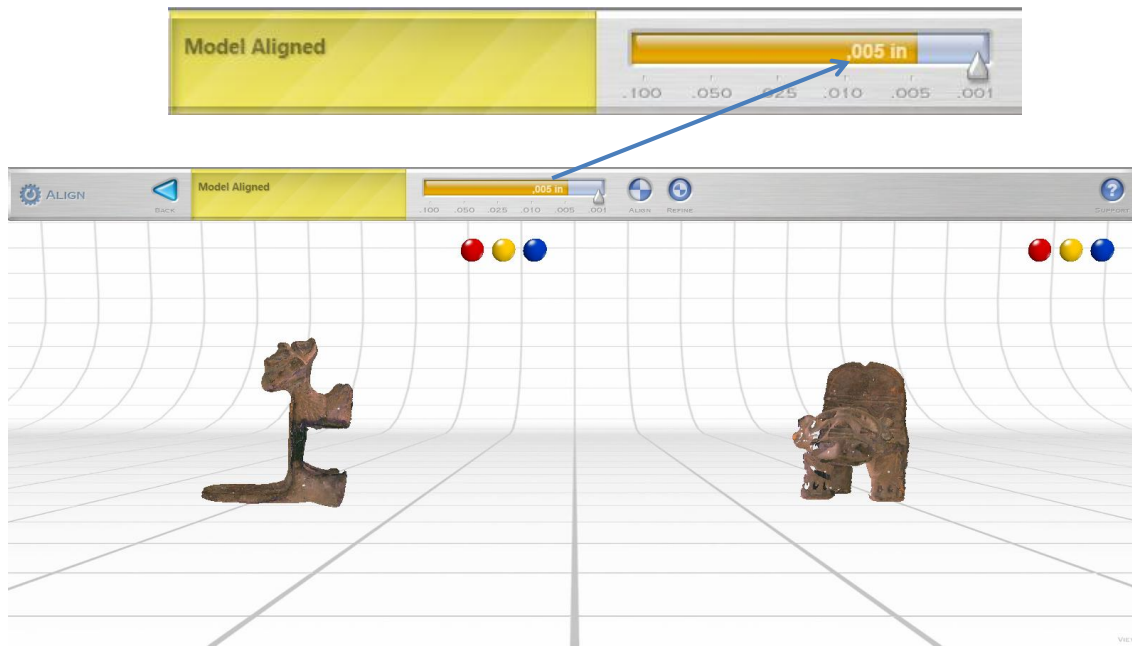 Model Aligned
.005 in
.100 .050 .025 .010 .005 .001
ALIGN
BACK
Model Aligned
.005 in
.100 .050 .025 .010 .005 .001
ALIGN REFINE
SUPPORT